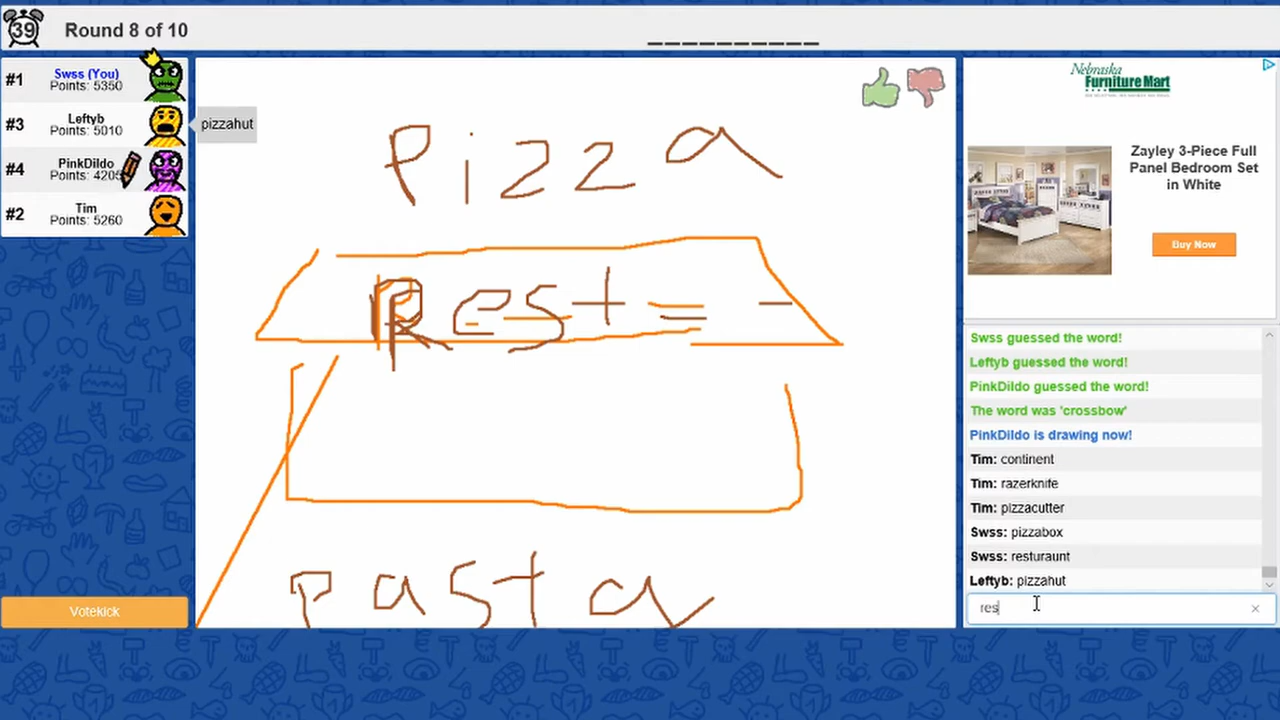 39
Round 8 of 10
__________
#1
Swss (You)
Points: 5350
#3
Leftyb
Points: 5010
pizzahut
#4
PinkDildo
Points: 4205
#2
Tim
Points: 5260
Votekick
Pizza
Rest = -
pasta
Nebraska
Furniture Mart
Zayley 3-Piece Full
Panel Bedroom Set
in White
Buy Now
Swss guessed the word!
Leftyb guessed the word!
PinkDildo guessed the word!
The word was 'crossbow'
PinkDildo is drawing now!
Tim: continent
Tim: razerknife
Tim: pizzacutter
Swss: pizzabox
Swss: resturaunt
Leftyb: pizzahut
res